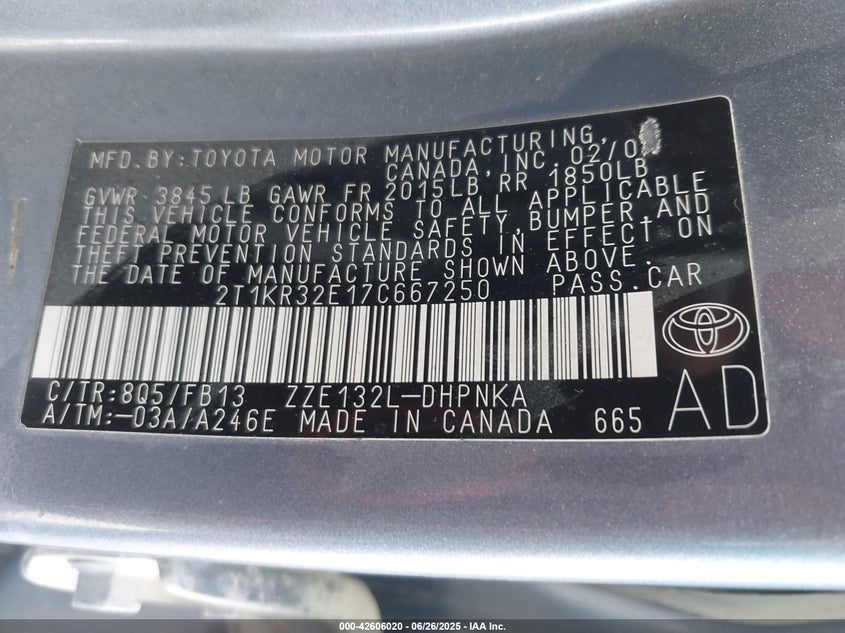 MFD. BY: TOYOTA MOTOR MANUFACTURING,
CANADA, INC. 02/0
GVWR 3845 LB GAWR FR 2015LB RR 1850LB
THIS VEHICLE CONFORMS TO ALL APPLICABLE
FEDERAL MOTOR VEHICLE SAFETY, BUMPER, AND
THEFT PREVENTION STANDARDS IN EFFECT ON
THE DATE OF MANUFACTURE SHOWN ABOVE.
2T1KR32E17C667250 PASS. CAR
C/TR: 8Q5/FB13 ZZE132L-DHPNKA
A/TM: -03A/A246E MADE IN CANADA 665 AD
000-42606020 - 06/26/2025 - IAA Inc.